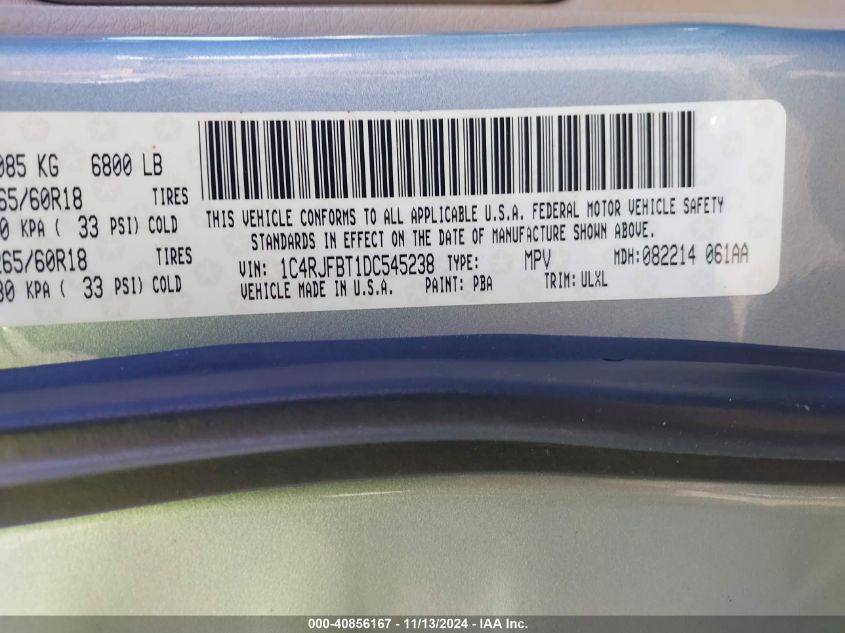 085 KG 6800 LB
65/60R18 TIRES
0 KPA ( 33 PSI) COLD
265/60R18 TIRES
30 KPA ( 33 PSI) COLD
THIS VEHICLE CONFORMS TO ALL APPLICABLE U.S.A. FEDERAL MOTOR VEHICLE SAFETY
STANDARDS IN EFFECT ON THE DATE OF MANUFACTURE SHOWN ABOVE.
VIN: 1C4RJFBT1DC545238 TYPE: MPV MDH: 082214 061AA
VEHICLE MADE IN U.S.A. PAINT: PBA TRIM: ULXL
000-40856167 - 11/13/2024 - IAA Inc.